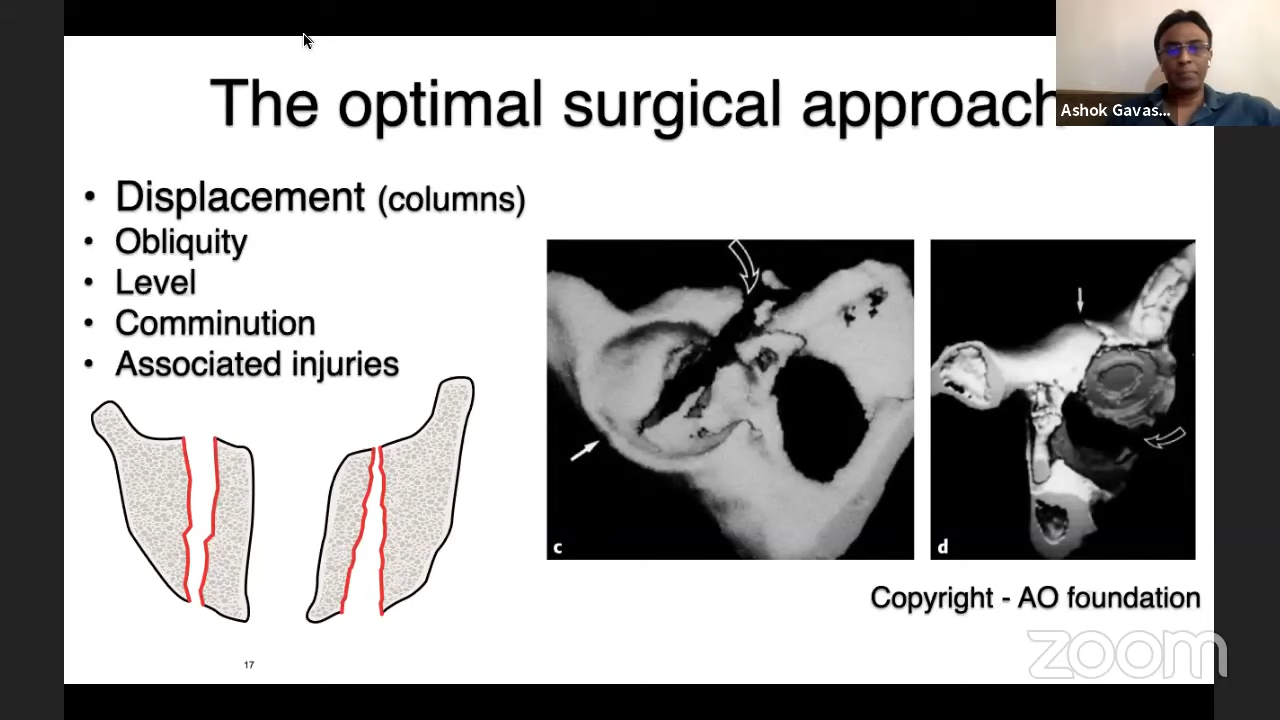 The optimal surgical approach
Ashok Gavas...
• Displacement (columns)
• Obliquity
• Level
• Comminution
• Associated injuries
c
d
Copyright - AO foundation
zoom
17